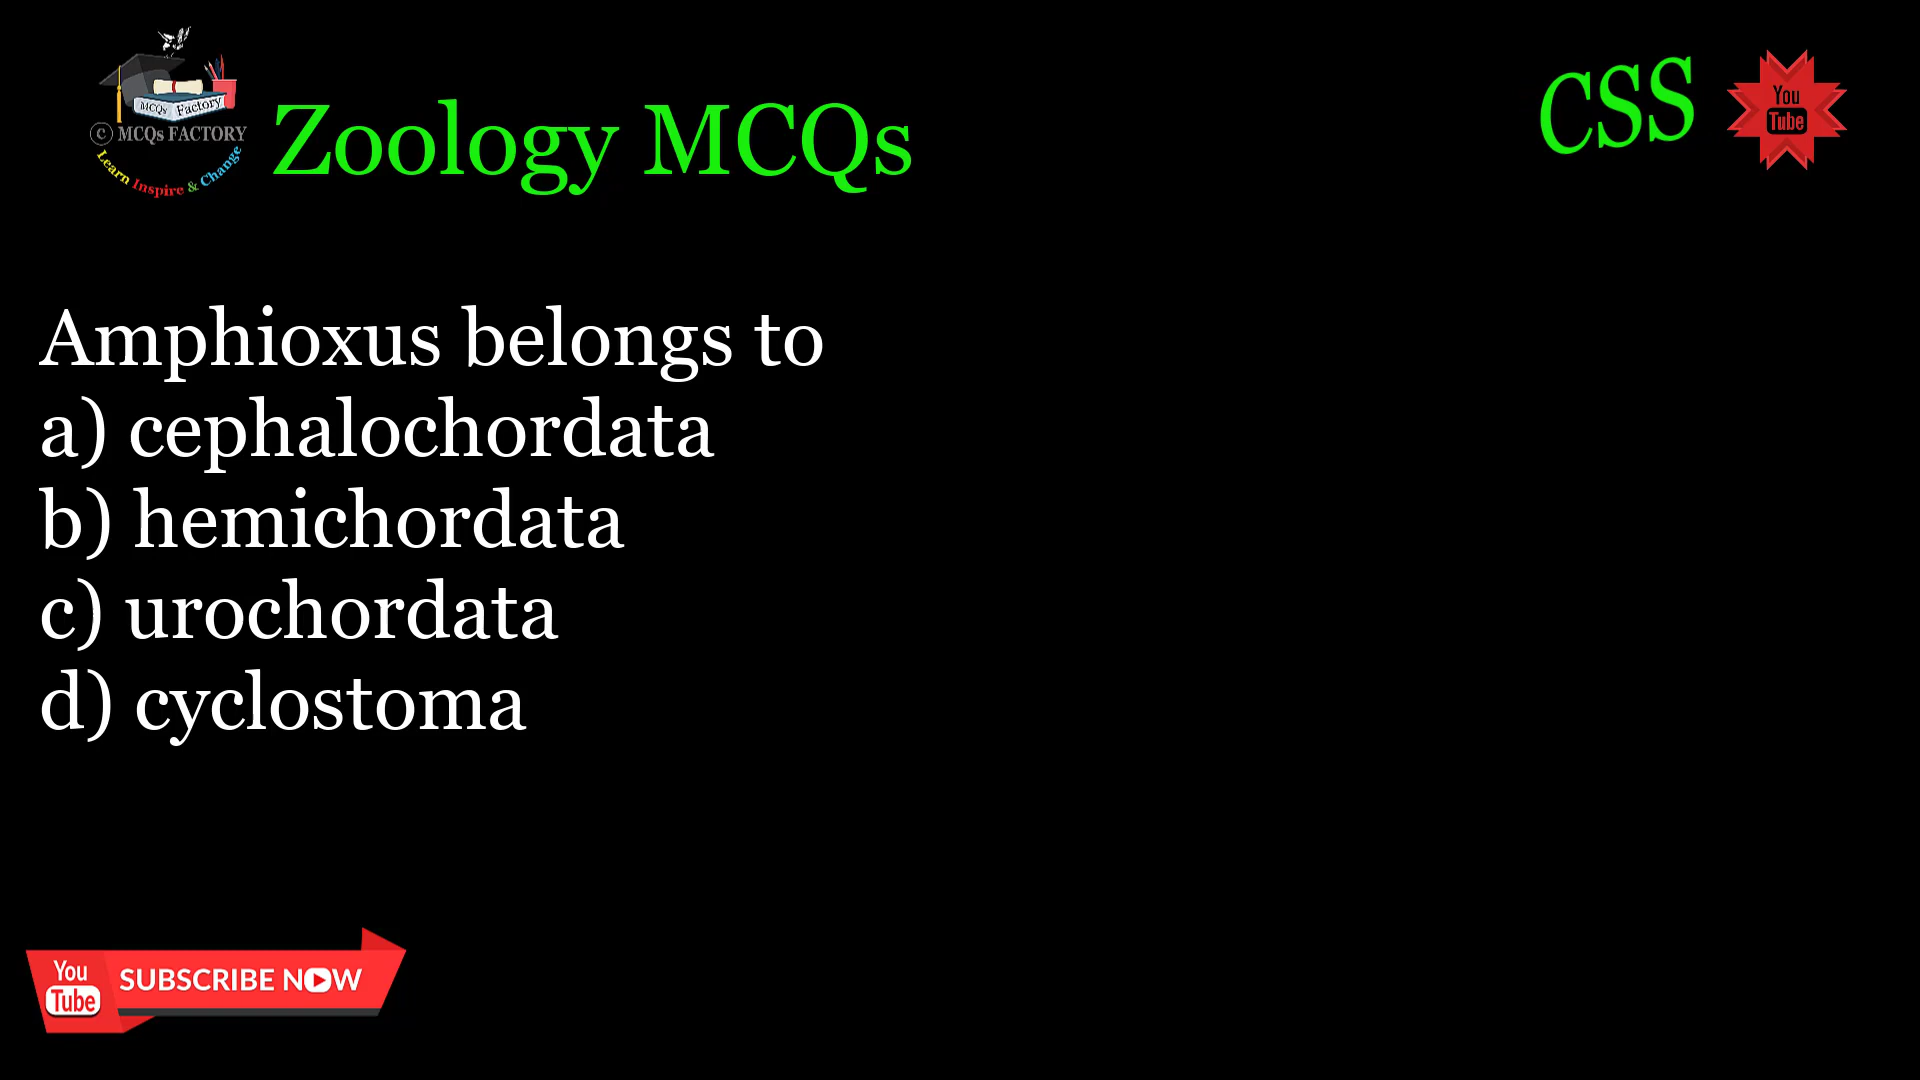 MCQs Factory
© MCQs FACTORY
Learn Inspire & Change
Zoology MCQs
CSS
You
Tube
Amphioxus belongs to
a) cephalochordata
b) hemichordata
c) urochordata
d) cyclostoma
You
Tube
SUBSCRIBE NOW